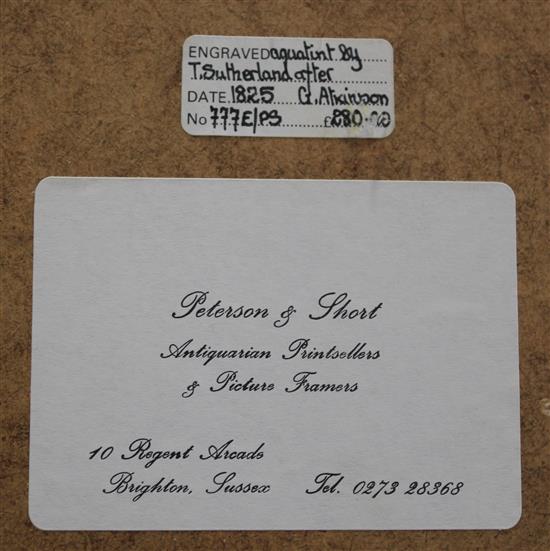 ENGRAVED aquatint by
T. Sutherland after
DATE 1825 G. Atkinson
No 777E/PS £280.00
Peterson & Short
Antiquarian Printsellers
& Picture Framers
10 Regent Arcade
Brighton, Sussex Tel. 0273 28368